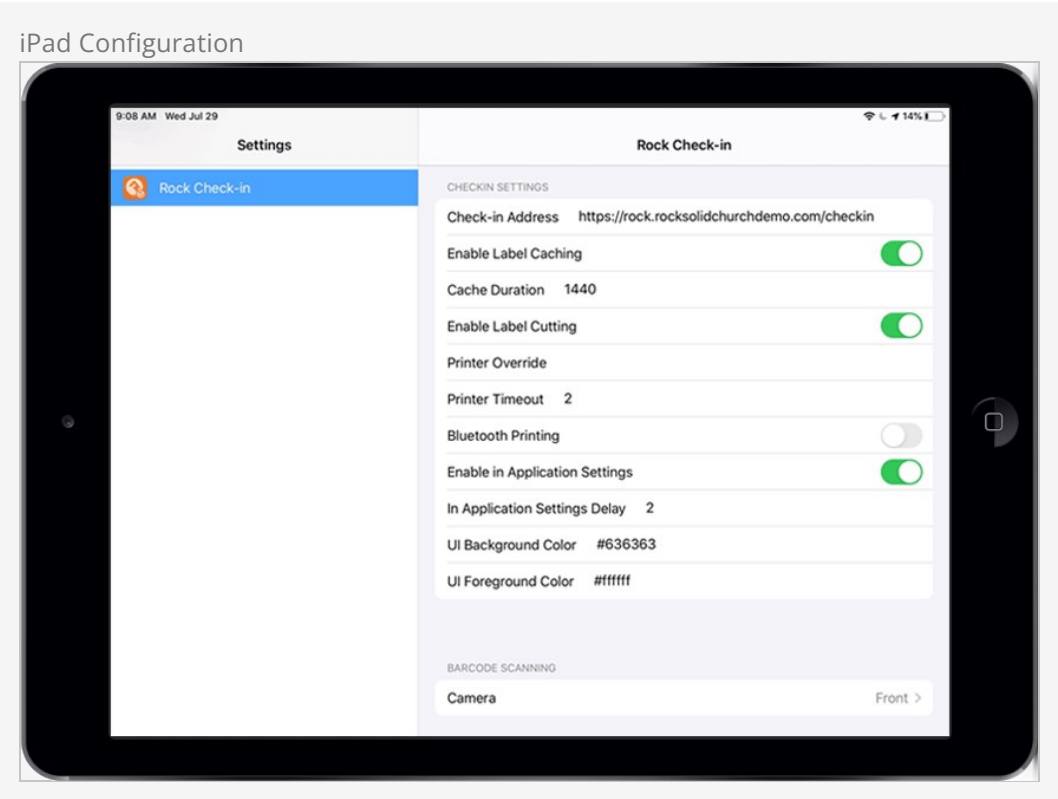 iPad Configuration
9:08 AM Wed Jul 29
14%
Settings
Rock Check-in
Rock Check-in
CHECKIN SETTINGS
Check-in Address https://rock.rocksolidchurchdemo.com/checkin
Enable Label Caching
Cache Duration 1440
Enable Label Cutting
Printer Override
Printer Timeout 2
Bluetooth Printing
Enable in Application Settings
In Application Settings Delay 2
UI Background Color #636363
UI Foreground Color #ffffff
BARCODE SCANNING
Camera Front >